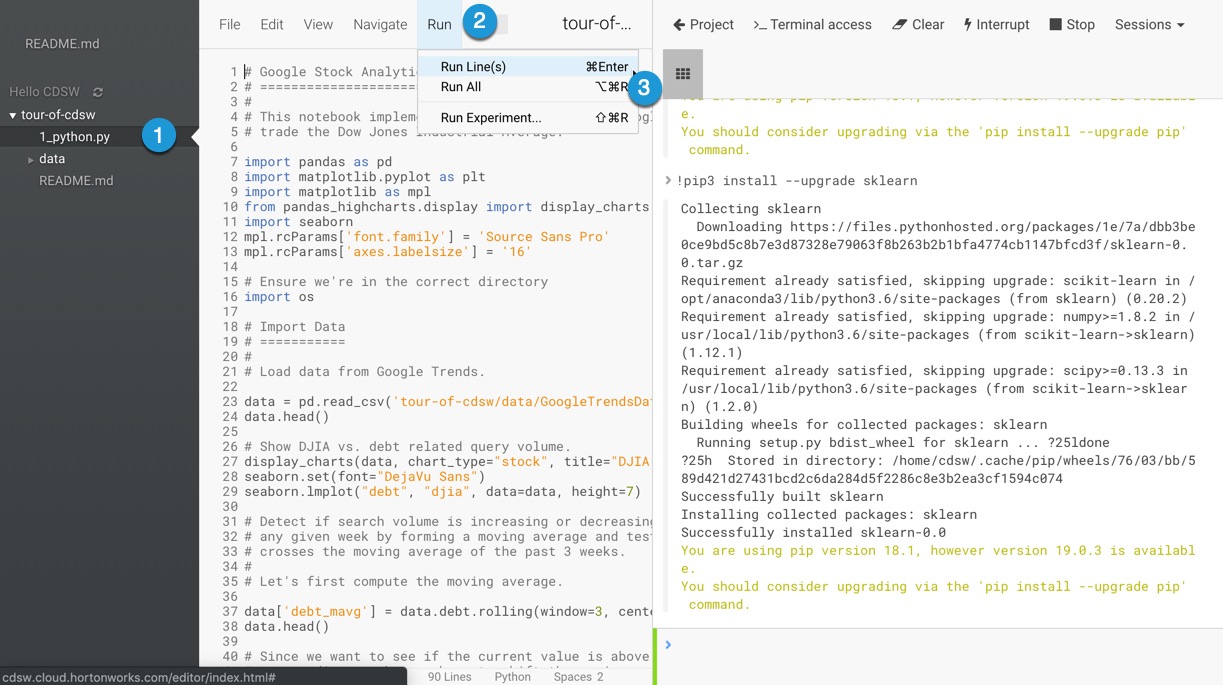 README.md
Hello CDSW
tour-of-cdsw
1_python.py
1
data
README.md
cdsw.cloud.hortonworks.com/editor/index.html#
File Edit View Navigate Run 2 tour-of-...
Run Line(s) ⌘Enter
Run All ⌥⌘R
3
Run Experiment... ⇧⌘R
1 # Google Stock Analytic
2 # =====================
3 #
4 # This notebook implem
5 # trade the Dow Jones Industrial Average.
6
7 import pandas as pd
8 import matplotlib.pyplot as plt
9 import matplotlib as mpl
10 from pandas_highcharts.display import display_charts
11 import seaborn
12 mpl.rcParams['font.family'] = 'Source Sans Pro'
13 mpl.rcParams['axes.labelsize'] = '16'
14
15 # Ensure we're in the correct directory
16 import os
17
18 # Import Data
19 # ===========
20 #
21 # Load data from Google Trends.
22
23 data = pd.read_csv('tour-of-cdsw/data/GoogleTrendsDa
24 data.head()
25
26 # Show DJIA vs. debt related query volume.
27 display_charts(data, chart_type="stock", title="DJIA
28 seaborn.set(font="DejaVu Sans")
29 seaborn.lmplot("debt", "djia", data=data, height=7)
30
31 # Detect if search volume is increasing or decreasing
32 # any given week by forming a moving average and test
33 # crosses the moving average of the past 3 weeks.
34 #
35 # Let's first compute the moving average.
36
37 data['debt_mavg'] = data.debt.rolling(window=3, cente
38 data.head()
39
40 # Since we want to see if the current value is above
90 Lines Python Spaces 2
Project >_ Terminal access Clear Interrupt Stop Sessions
e.
You should consider upgrading via the 'pip install --upgrade pip'
command.
!pip3 install --upgrade sklearn
Collecting sklearn
Downloading https://files.pythonhosted.org/packages/1e/7a/dbb3be
0ce9bd5c8b7e3d87328e79063f8b263b2b1bfa4774cb1147bfcd3f/sklearn-0.
0.tar.gz
Requirement already satisfied, skipping upgrade: scikit-learn in /
opt/anaconda3/lib/python3.6/site-packages (from sklearn) (0.20.2)
Requirement already satisfied, skipping upgrade: numpy>=1.8.2 in /
usr/local/lib/python3.6/site-packages (from scikit-learn->sklearn)
(1.12.1)
Requirement already satisfied, skipping upgrade: scipy>=0.13.3 in
/usr/local/lib/python3.6/site-packages (from scikit-learn->sklear
n) (1.2.0)
Building wheels for collected packages: sklearn
Running setup.py bdist_wheel for sklearn ... ?25ldone
?25h Stored in directory: /home/cdsw/.cache/pip/wheels/76/03/bb/5
89d421d27431bcd2c6da284d5f2286c8e3b2ea3cf1594c074
Successfully built sklearn
Installing collected packages: sklearn
Successfully installed sklearn-0.0
You are using pip version 18.1, however version 19.0.3 is availabl
e.
You should consider upgrading via the 'pip install --upgrade pip'
command.